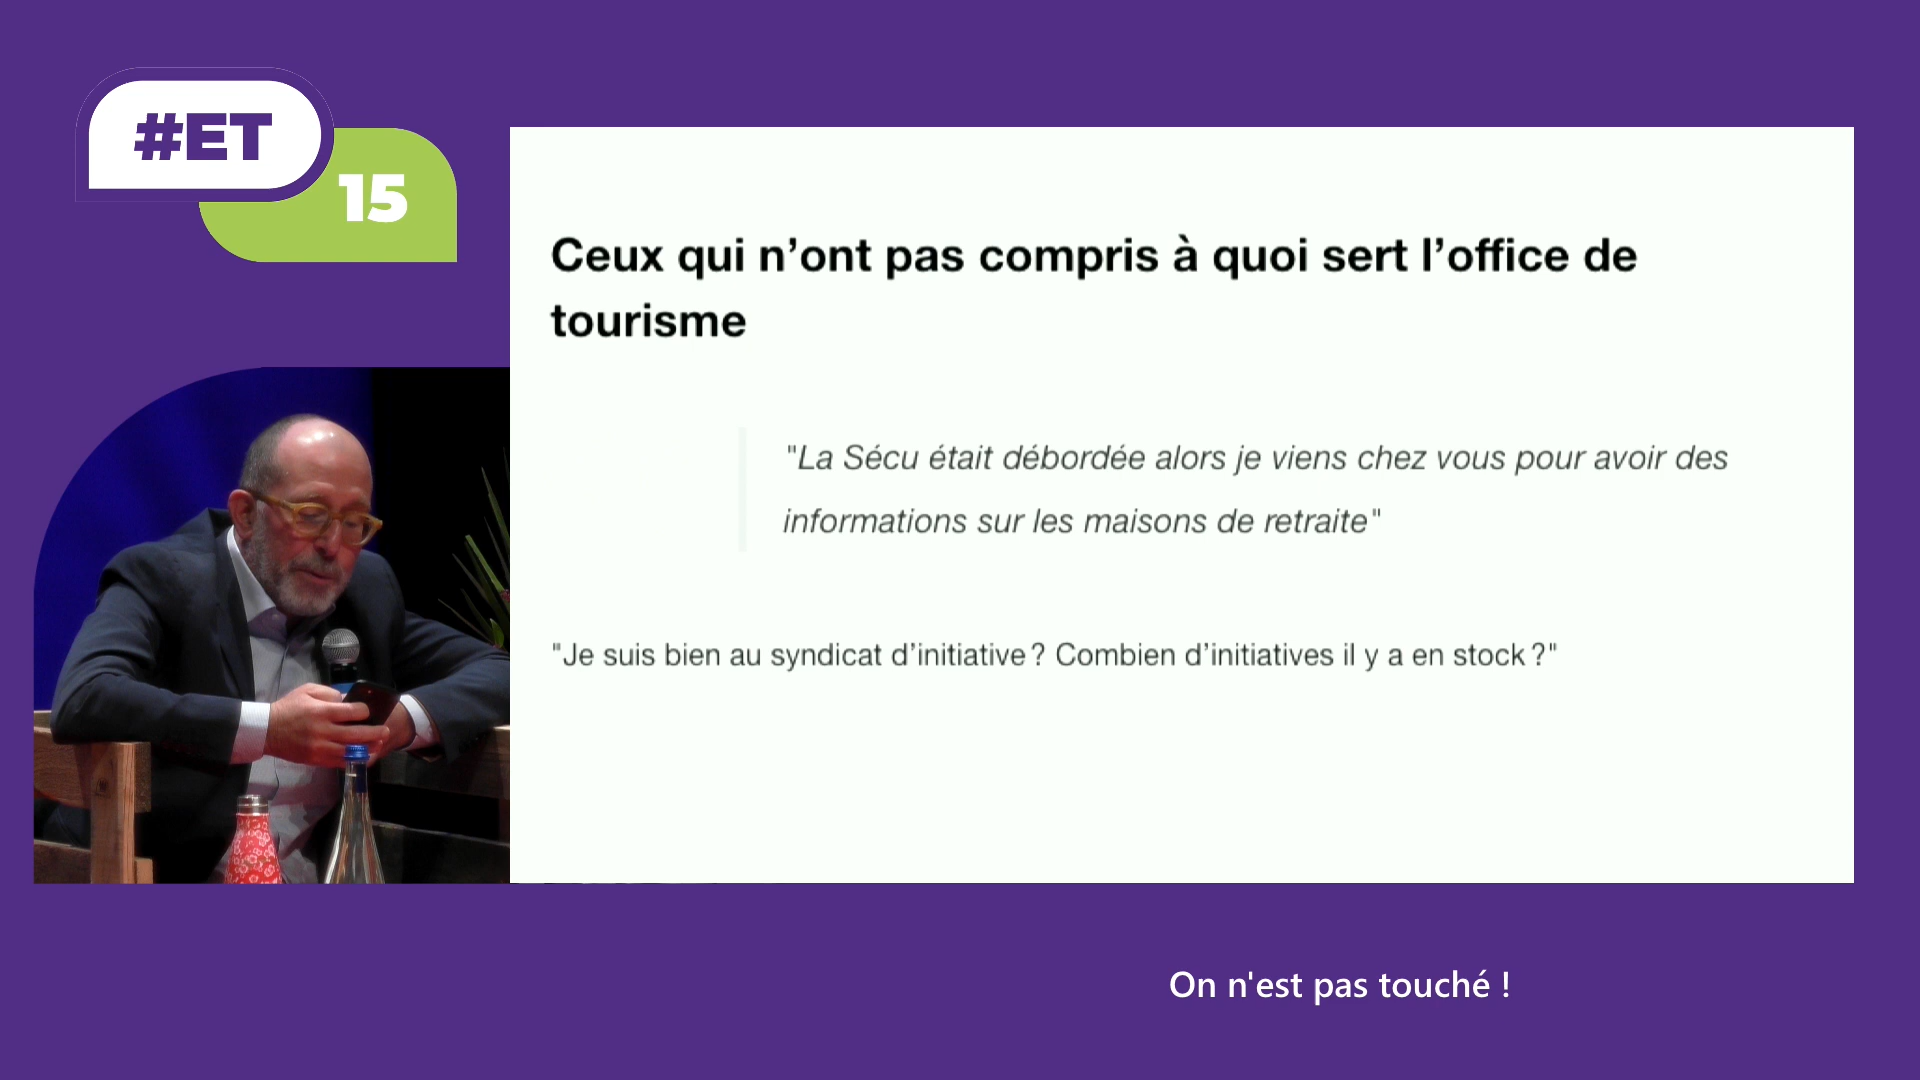 #ET
15
Ceux qui n’ont pas compris à quoi sert l’office de
tourisme
"La Sécu était débordée alors je viens chez vous pour avoir des
informations sur les maisons de retraite"
"Je suis bien au syndicat d’initiative ? Combien d’initiatives il y a en stock ?"
On n'est pas touché !